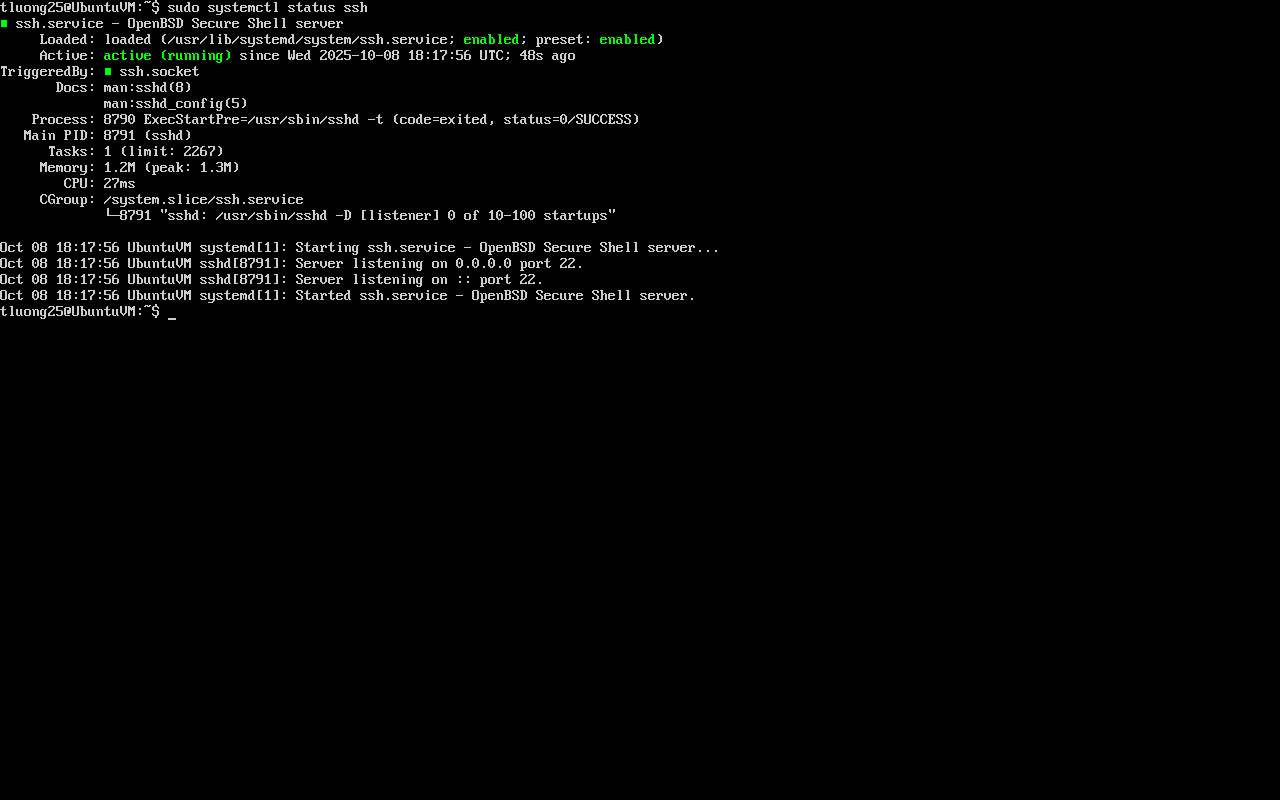 tluong25@UbuntuVM:~$ sudo systemctl status ssh
■ ssh.service - OpenBSD Secure Shell server
     Loaded: loaded (/usr/lib/systemd/system/ssh.service; enabled; preset: enabled)
     Active: active (running) since Wed 2025-10-08 18:17:56 UTC; 48s ago
TriggeredBy: ■ ssh.socket
       Docs: man:sshd(8)
             man:sshd_config(5)
    Process: 8790 ExecStartPre=/usr/sbin/sshd -t (code=exited, status=0/SUCCESS)
   Main PID: 8791 (sshd)
      Tasks: 1 (limit: 2267)
     Memory: 1.2M (peak: 1.3M)
        CPU: 27ms
     CGroup: /system.slice/ssh.service
             └─8791 "sshd: /usr/sbin/sshd -D [listener] 0 of 10-100 startups"

Oct 08 18:17:56 UbuntuVM systemd[1]: Starting ssh.service - OpenBSD Secure Shell server...
Oct 08 18:17:56 UbuntuVM sshd[8791]: Server listening on 0.0.0.0 port 22.
Oct 08 18:17:56 UbuntuVM sshd[8791]: Server listening on :: port 22.
Oct 08 18:17:56 UbuntuVM systemd[1]: Started ssh.service - OpenBSD Secure Shell server.
tluong25@UbuntuVM:~$ _